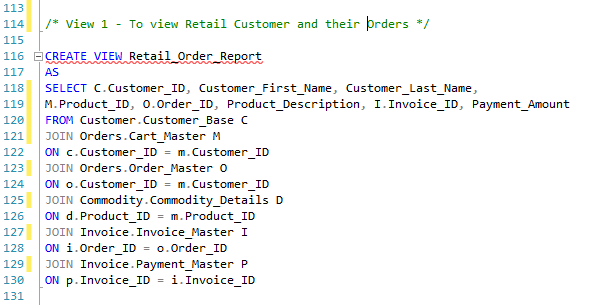 113
114 /* View 1 - To view Retail Customer and their Orders */
115
116 CREATE VIEW Retail_Order_Report
117 AS
118 SELECT C.Customer_ID, Customer_First_Name, Customer_Last_Name,
119 M.Product_ID, O.Order_ID, Product_Description, I.Invoice_ID, Payment_Amount
120 FROM Customer.Customer_Base C
121 JOIN Orders.Cart_Master M
122 ON c.Customer_ID = m.Customer_ID
123 JOIN Orders.Order_Master O
124 ON o.Customer_ID = m.Customer_ID
125 JOIN Commodity.Commodity_Details D
126 ON d.Product_ID = m.Product_ID
127 JOIN Invoice.Invoice_Master I
128 ON i.Order_ID = o.Order_ID
129 JOIN Invoice.Payment_Master P
130 ON p.Invoice_ID = i.Invoice_ID
131